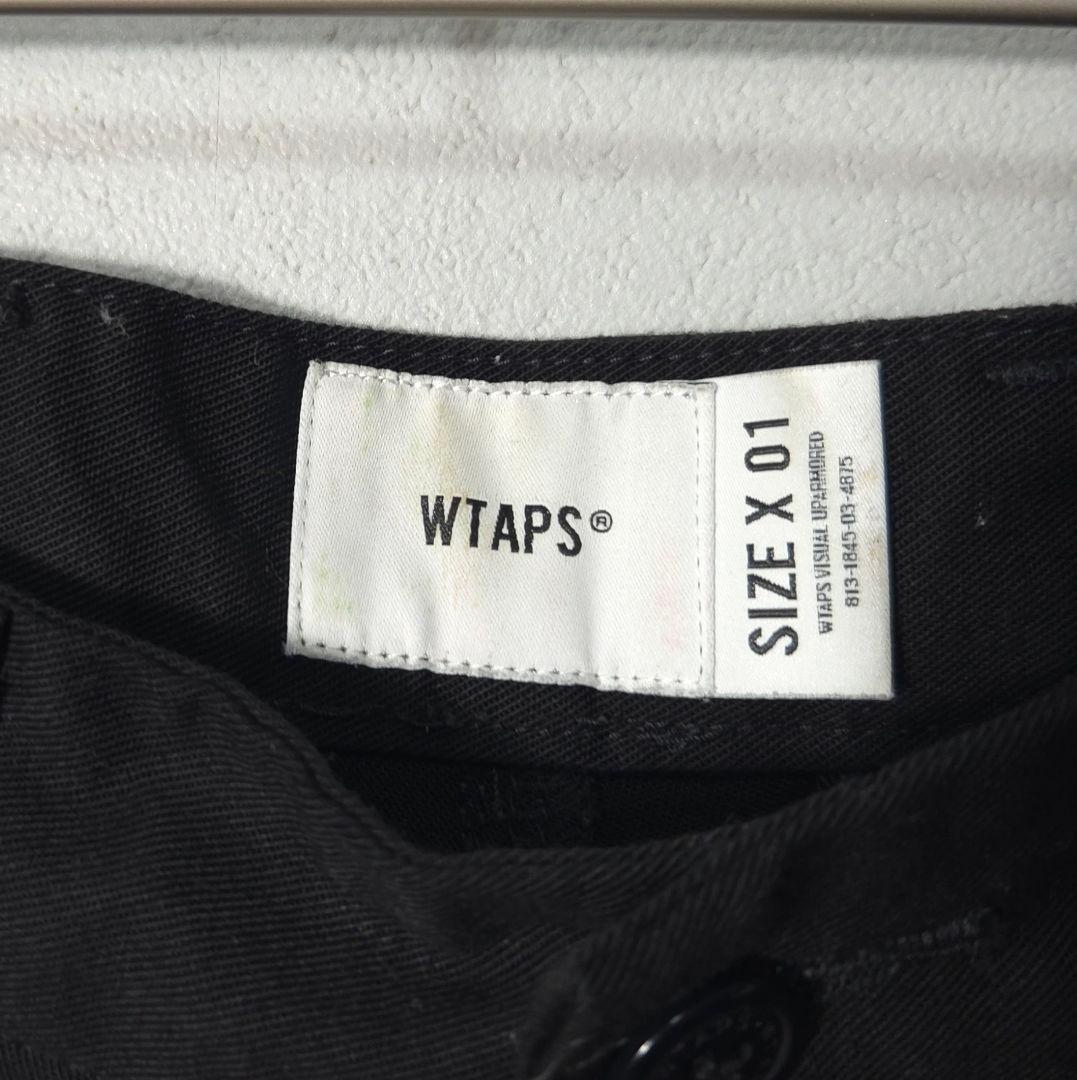 WTAPS®
SIZE X 01
WTAPS VISUAL UPARMORED
813-1845-03-4875